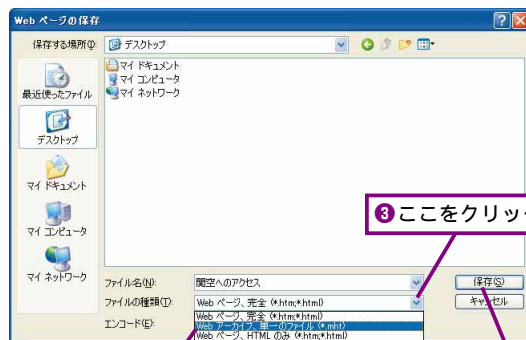 Web ページの保存
保存する場所(I):
デスクトップ
マイ ドキュメント
マイ コンピュータ
マイ ネットワーク
最近使ったファイル
デスクトップ
マイ ドキュメント
マイ コンピュータ
マイ ネットワーク
❸ここをクリック
ファイル名(N):
関空へのアクセス
保存(S)
ファイルの種類(T):
Web ページ、完全 (*.htm;*.html)
キャンセル
エンコード(E):
Web ページ、完全 (*.htm;*.html)
Web アーカイブ、単一のファイル (*.mht)
Web ページ、HTML のみ (*.htm;*.html)